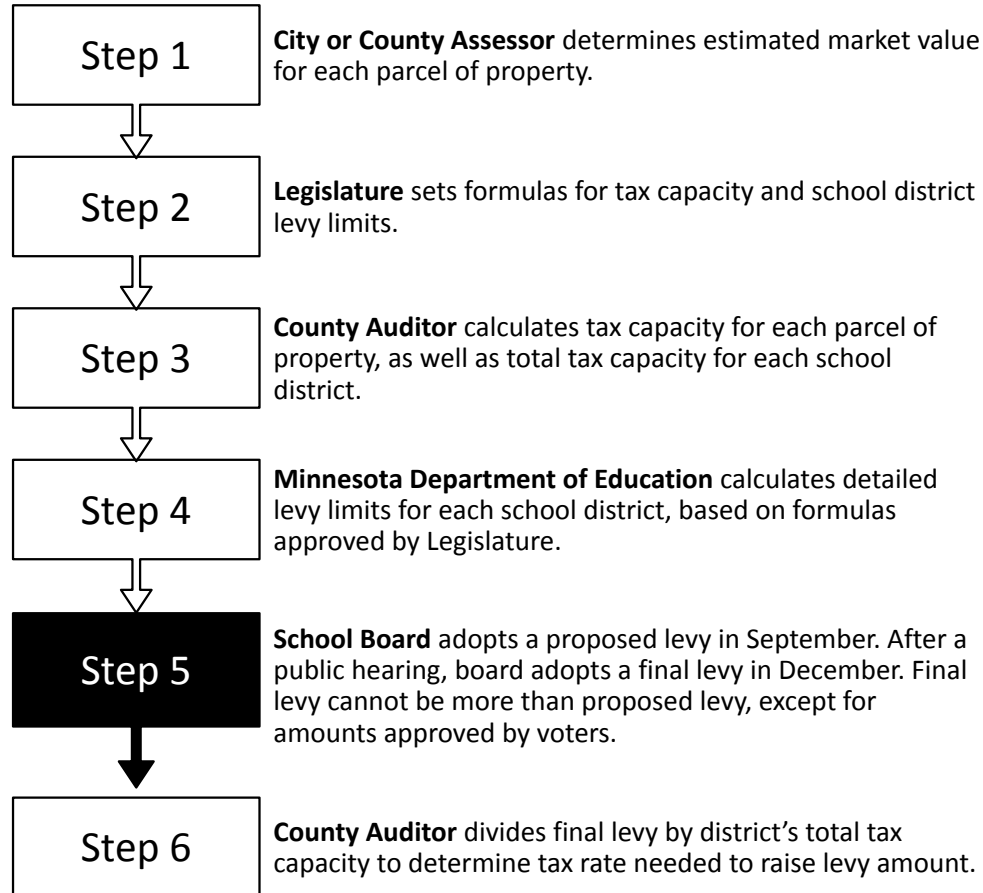 Step 1
City or County Assessor determines estimated market value
for each parcel of property.
Step 2
Legislature sets formulas for tax capacity and school district
levy limits.
Step 3
County Auditor calculates tax capacity for each parcel of
property, as well as total tax capacity for each school
district.
Step 4
Minnesota Department of Education calculates detailed
levy limits for each school district, based on formulas
approved by Legislature.
Step 5
School Board adopts a proposed levy in September. After a
public hearing, board adopts a final levy in December. Final
levy cannot be more than proposed levy, except for
amounts approved by voters.
Step 6
County Auditor divides final levy by district’s total tax
capacity to determine tax rate needed to raise levy amount.